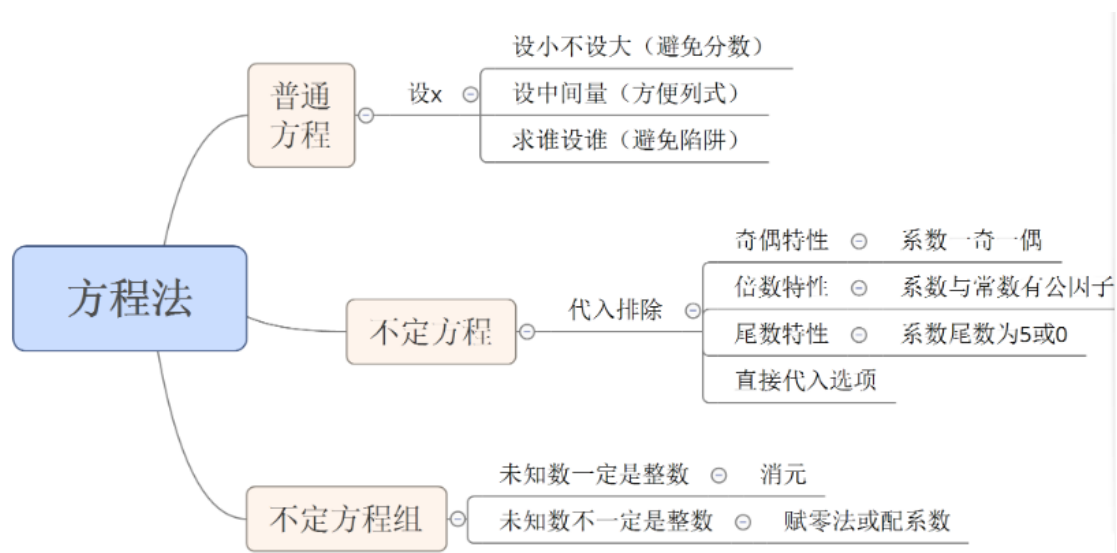 方程法
普通
方程
设x
设小不设大（避免分数）
设中间量（方便列式）
求谁设谁（避免陷阱）
不定方程
代入排除
奇偶特性
系数一奇一偶
倍数特性
系数与常数有公因子
尾数特性
系数尾数为5或0
直接代入选项
不定方程组
未知数一定是整数
消元
未知数不一定是整数
赋零法或配系数